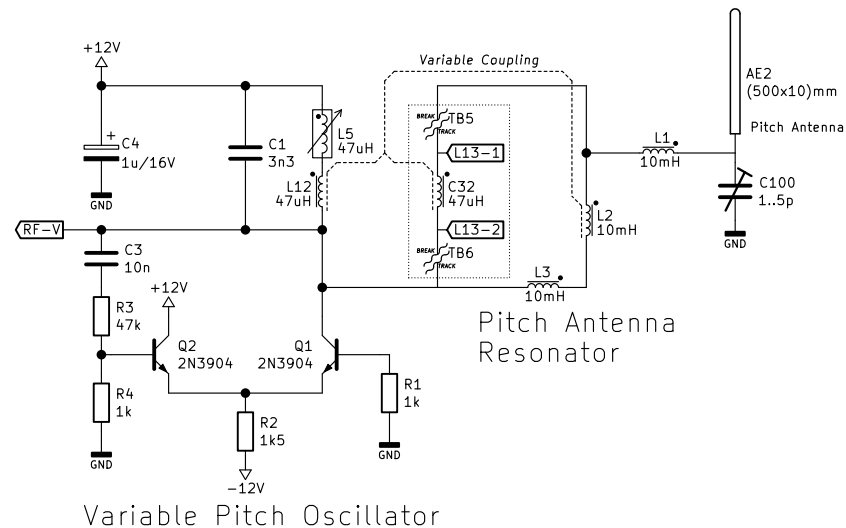 +12V
Variable Coupling
AE2
(500x10)mm
Pitch Antenna
BREAK
TB5
TRACK
+
C4
1u/16V
C1
3n3
L5
47uH
L13-1
L1
10mH
L12
47uH
C32
47uH
C100
1..5p
GND
L2
10mH
GND
RF-V
L13-2
C3
10n
BREAK
TB6
TRACK
L3
10mH
+12V
R3
47k
Pitch Antenna
Resonator
Q2
2N3904
Q1
2N3904
R4
1k
R1
1k
R2
1k5
GND
GND
-12V
Variable Pitch Oscillator